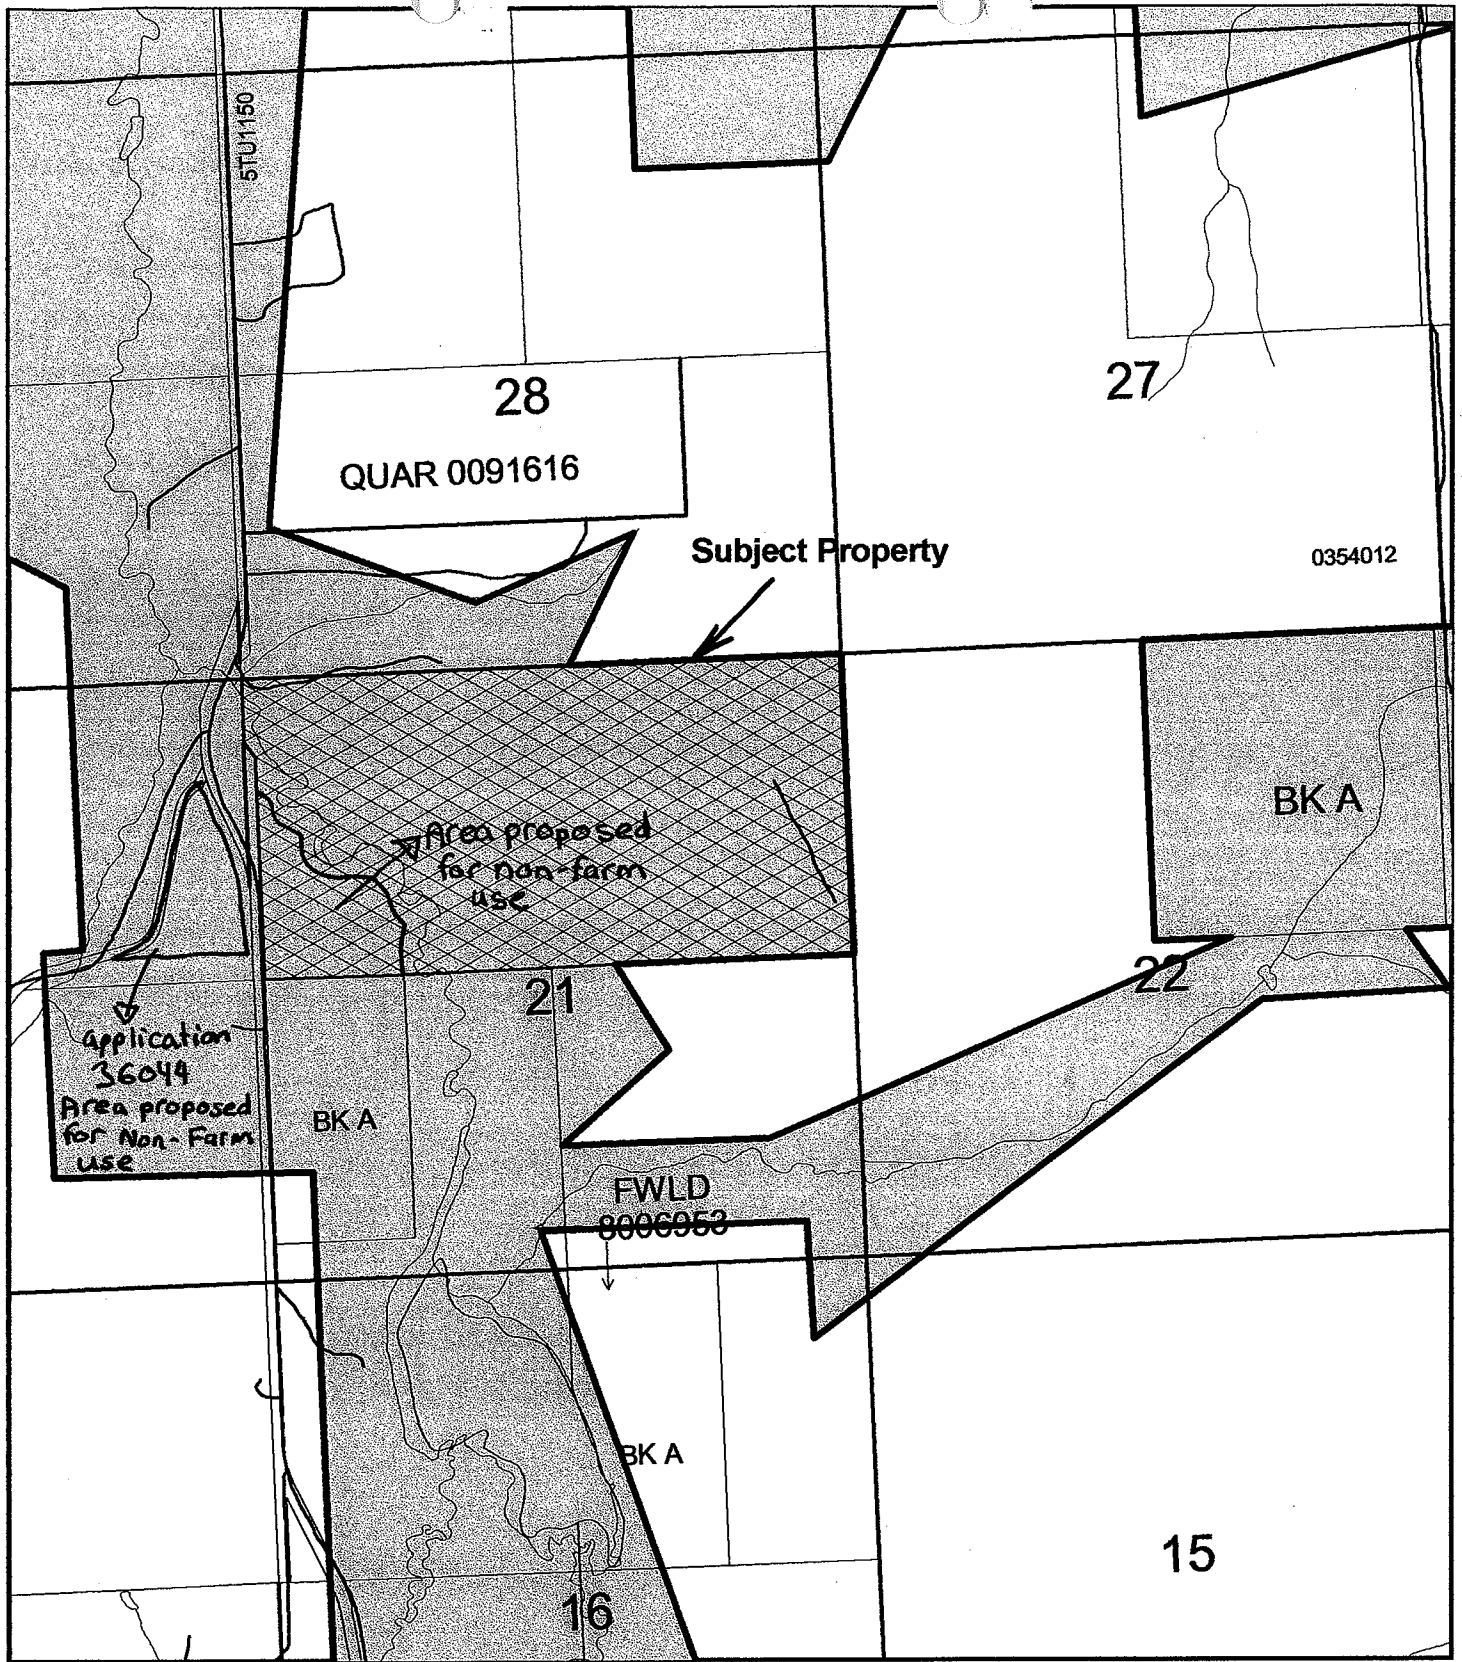 5TU1150
28
27
QUAR 0091616
Subject Property
0354012
BK A
Area proposed
for non-farm
use
22
21
application
36044
Area proposed
for Non-Farm
use
BK A
FWLD
8006953
BK A
15
16